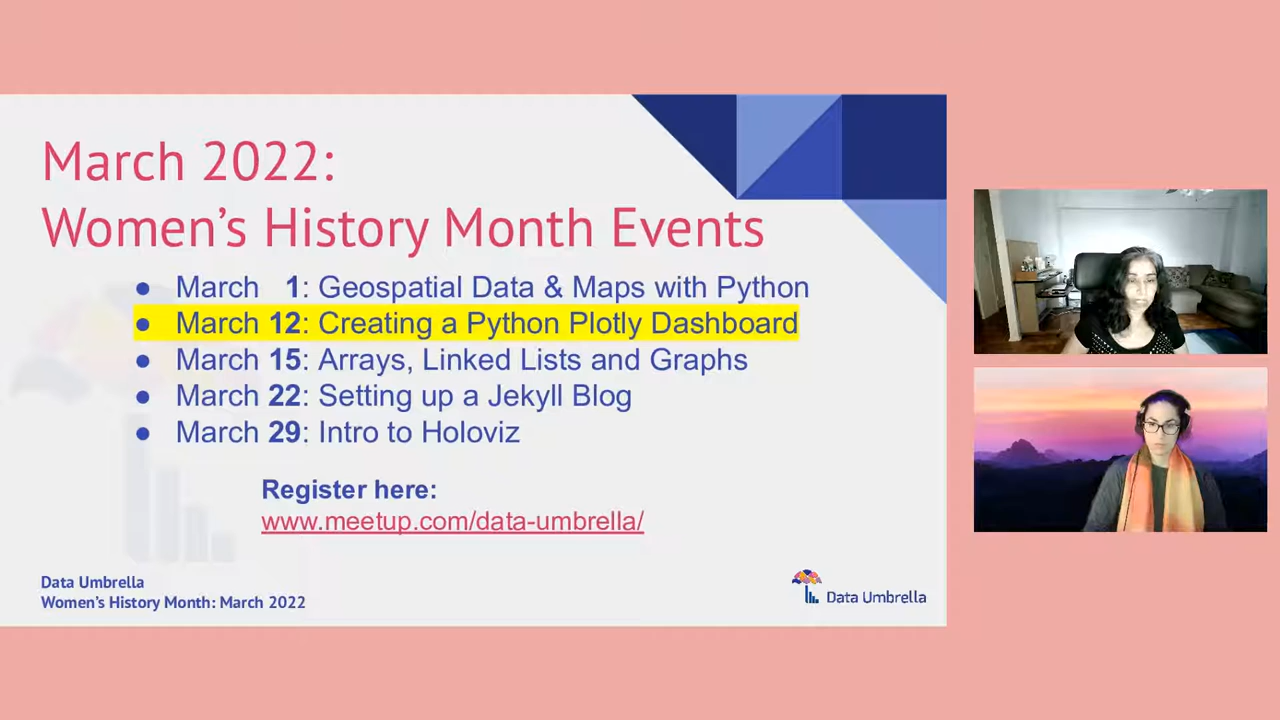 March 2022:
Women’s History Month Events
● March 1: Geospatial Data & Maps with Python
● March 12: Creating a Python Plotly Dashboard
● March 15: Arrays, Linked Lists and Graphs
● March 22: Setting up a Jekyll Blog
● March 29: Intro to Holoviz
Register here:
www.meetup.com/data-umbrella/
Data Umbrella
Women’s History Month: March 2022
Data Umbrella